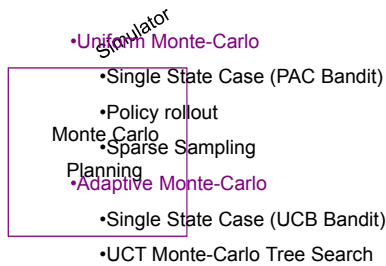 Simulator
•Uniform Monte-Carlo
•Single State Case (PAC Bandit)
•Policy rollout
Monte Carlo
•Sparse Sampling
Planning
•Adaptive Monte-Carlo
•Single State Case (UCB Bandit)
•UCT Monte-Carlo Tree Search